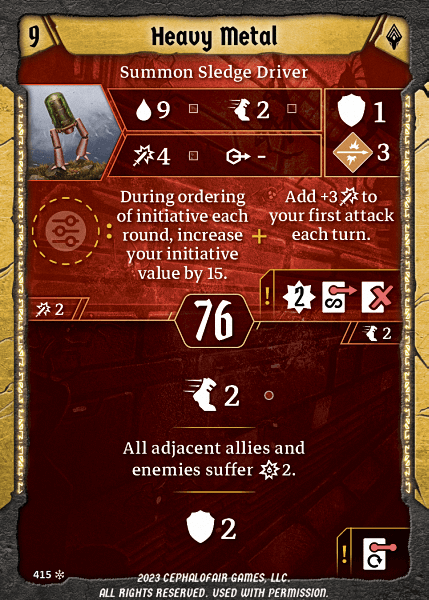 9
Heavy Metal
Summon Sledge Driver
9
2
1
4
-
3
During ordering
of initiative each
round, increase
your initiative
value by 15.
:
+
Add +3 to
your first attack
each turn.
! 2
2
76
2
2
All adjacent allies and
enemies suffer 2.
2
!
415
2023 CEPHALOFAIR GAMES, LLC.
ALL RIGHTS RESERVED. USED WITH PERMISSION.